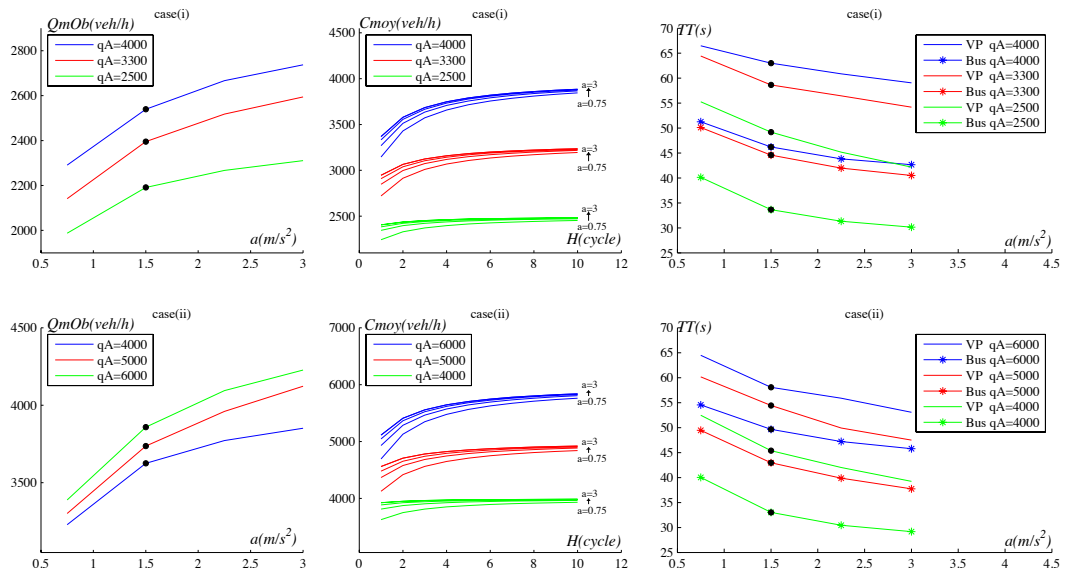 case(i)
QmOb(veh/h)
qA=4000
qA=3300
qA=2500
2800
2600
2400
2200
2000
0.5 1 1.5 2 2.5 3
a(m/s²)
case(i)
Cmoy(veh/h)
qA=4000
qA=3300
qA=2500
4500
4000
3500
3000
2500
a=3
a=0.75
a=3
a=0.75
a=3
a=0.75
0 2 4 6 8 10 12
H(cycle)
case(i)
TT(s)
VP qA=4000
Bus qA=4000
VP qA=3300
Bus qA=3300
VP qA=2500
Bus qA=2500
70
65
60
55
50
45
40
35
30
25
0.5 1 1.5 2 2.5 3 3.5 4 4.5
a(m/s²)
case(ii)
QmOb(veh/h)
qA=4000
qA=5000
qA=6000
4500
4000
3500
0.5 1 1.5 2 2.5 3
a(m/s²)
case(ii)
Cmoy(veh/h)
qA=6000
qA=5000
qA=4000
7000
6000
5000
4000
a=3
a=0.75
a=3
a=0.75
a=3
a=0.75
0 2 4 6 8 10 12
H(cycle)
case(ii)
TT(s)
VP qA=6000
Bus qA=6000
VP qA=5000
Bus qA=5000
VP qA=4000
Bus qA=4000
70
65
60
55
50
45
40
35
30
25
0.5 1 1.5 2 2.5 3 3.5 4 4.5
a(m/s²)